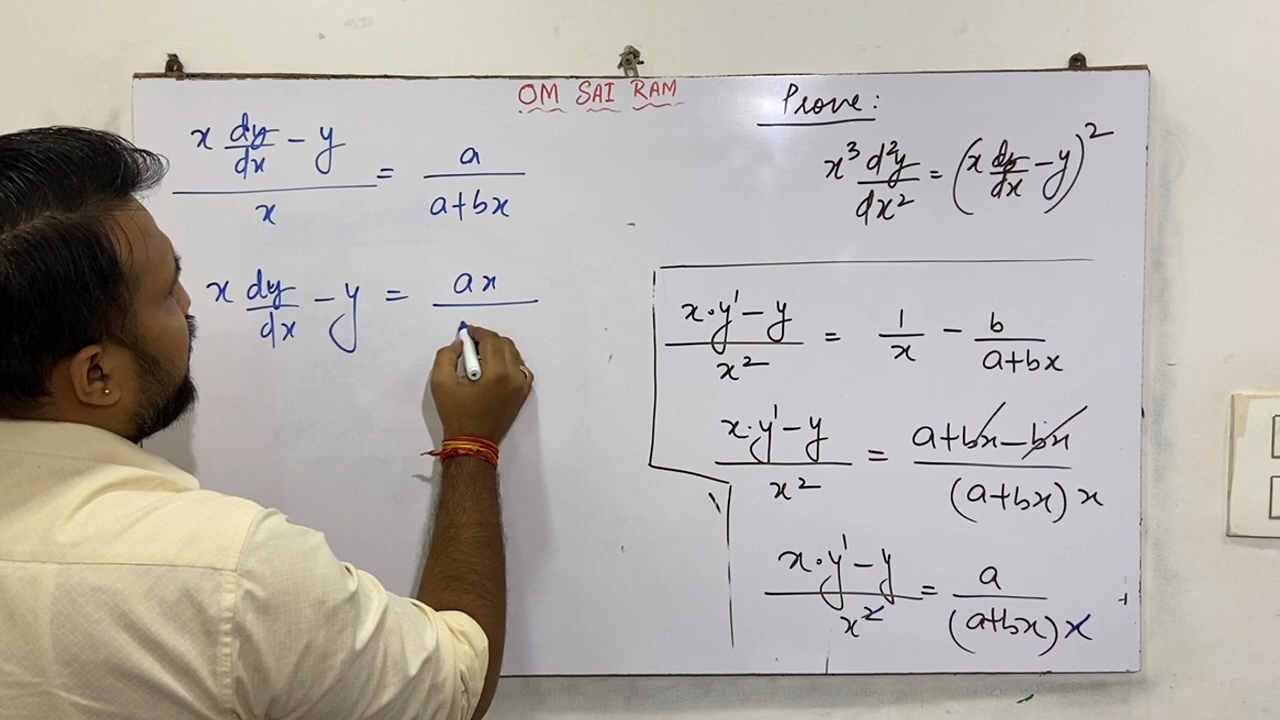 OM SAI RAM
x dy/dx - y / x = a / a+bx
x dy/dx - y = ax /
Prove:
x³ d²y/dx² = (x dy/dx - y)²
x·y' - y / x² = 1/x - b / a+bx
x·y' - y / x² = a+bx-bx / (a+bx)x
x·y' - y / x² = a / (a+bx)x